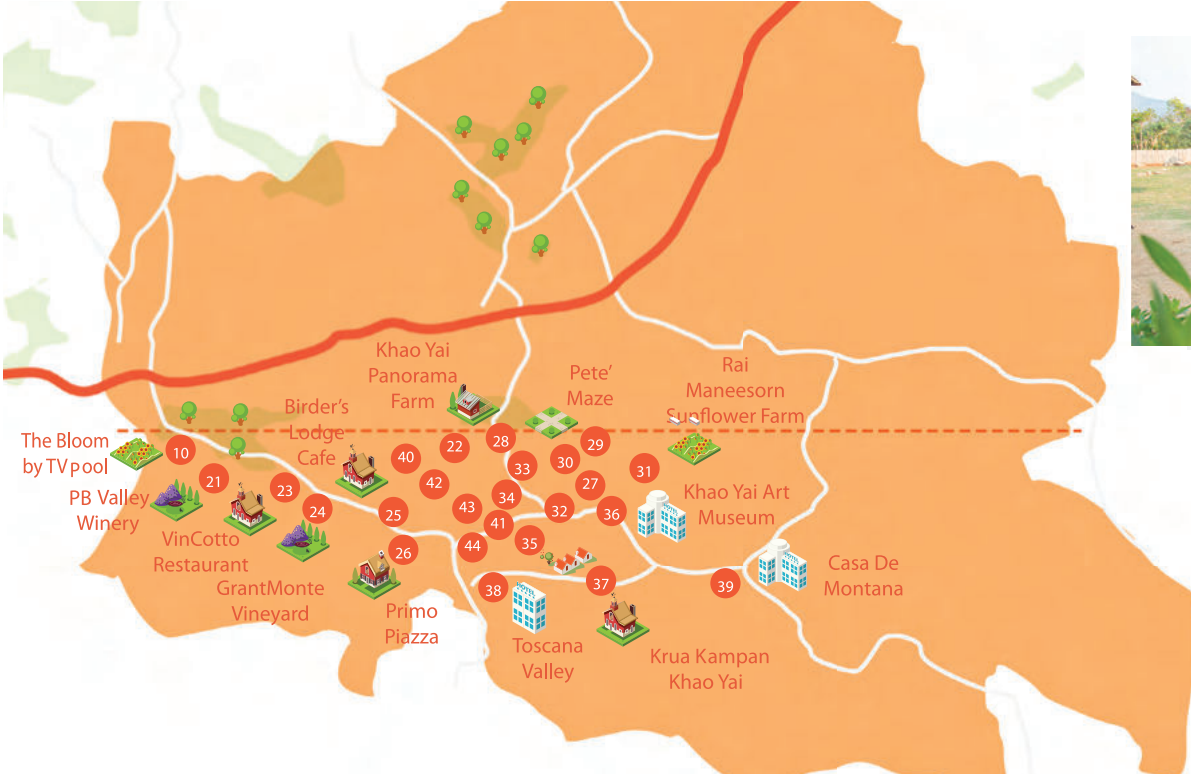 Khao Yai
Panorama
Farm
Pete'
Maze
Rai
Maneesorn
Sunflower Farm
Birder's
Lodge
Cafe
The Bloom
by TVpool
PB Valley
Winery
VinCotto
Restaurant
GrantMonte
Vineyard
Primo
Piazza
Khao Yai Art
Museum
Casa De
Montana
Toscana
Valley
Krua Kampan
Khao Yai
10
21
23
24
25
26
40
22
28
42
43
33
34
41
44
30
29
27
31
32
36
35
38
37
39
HOTEL